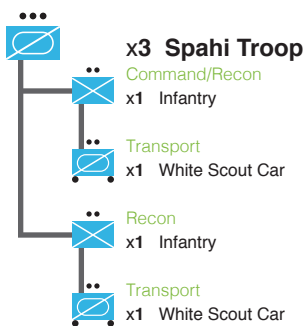 x3 Spahi Troop
Command/Recon
x1 Infantry
Transport
x1 White Scout Car
Recon
x1 Infantry
Transport
x1 White Scout Car